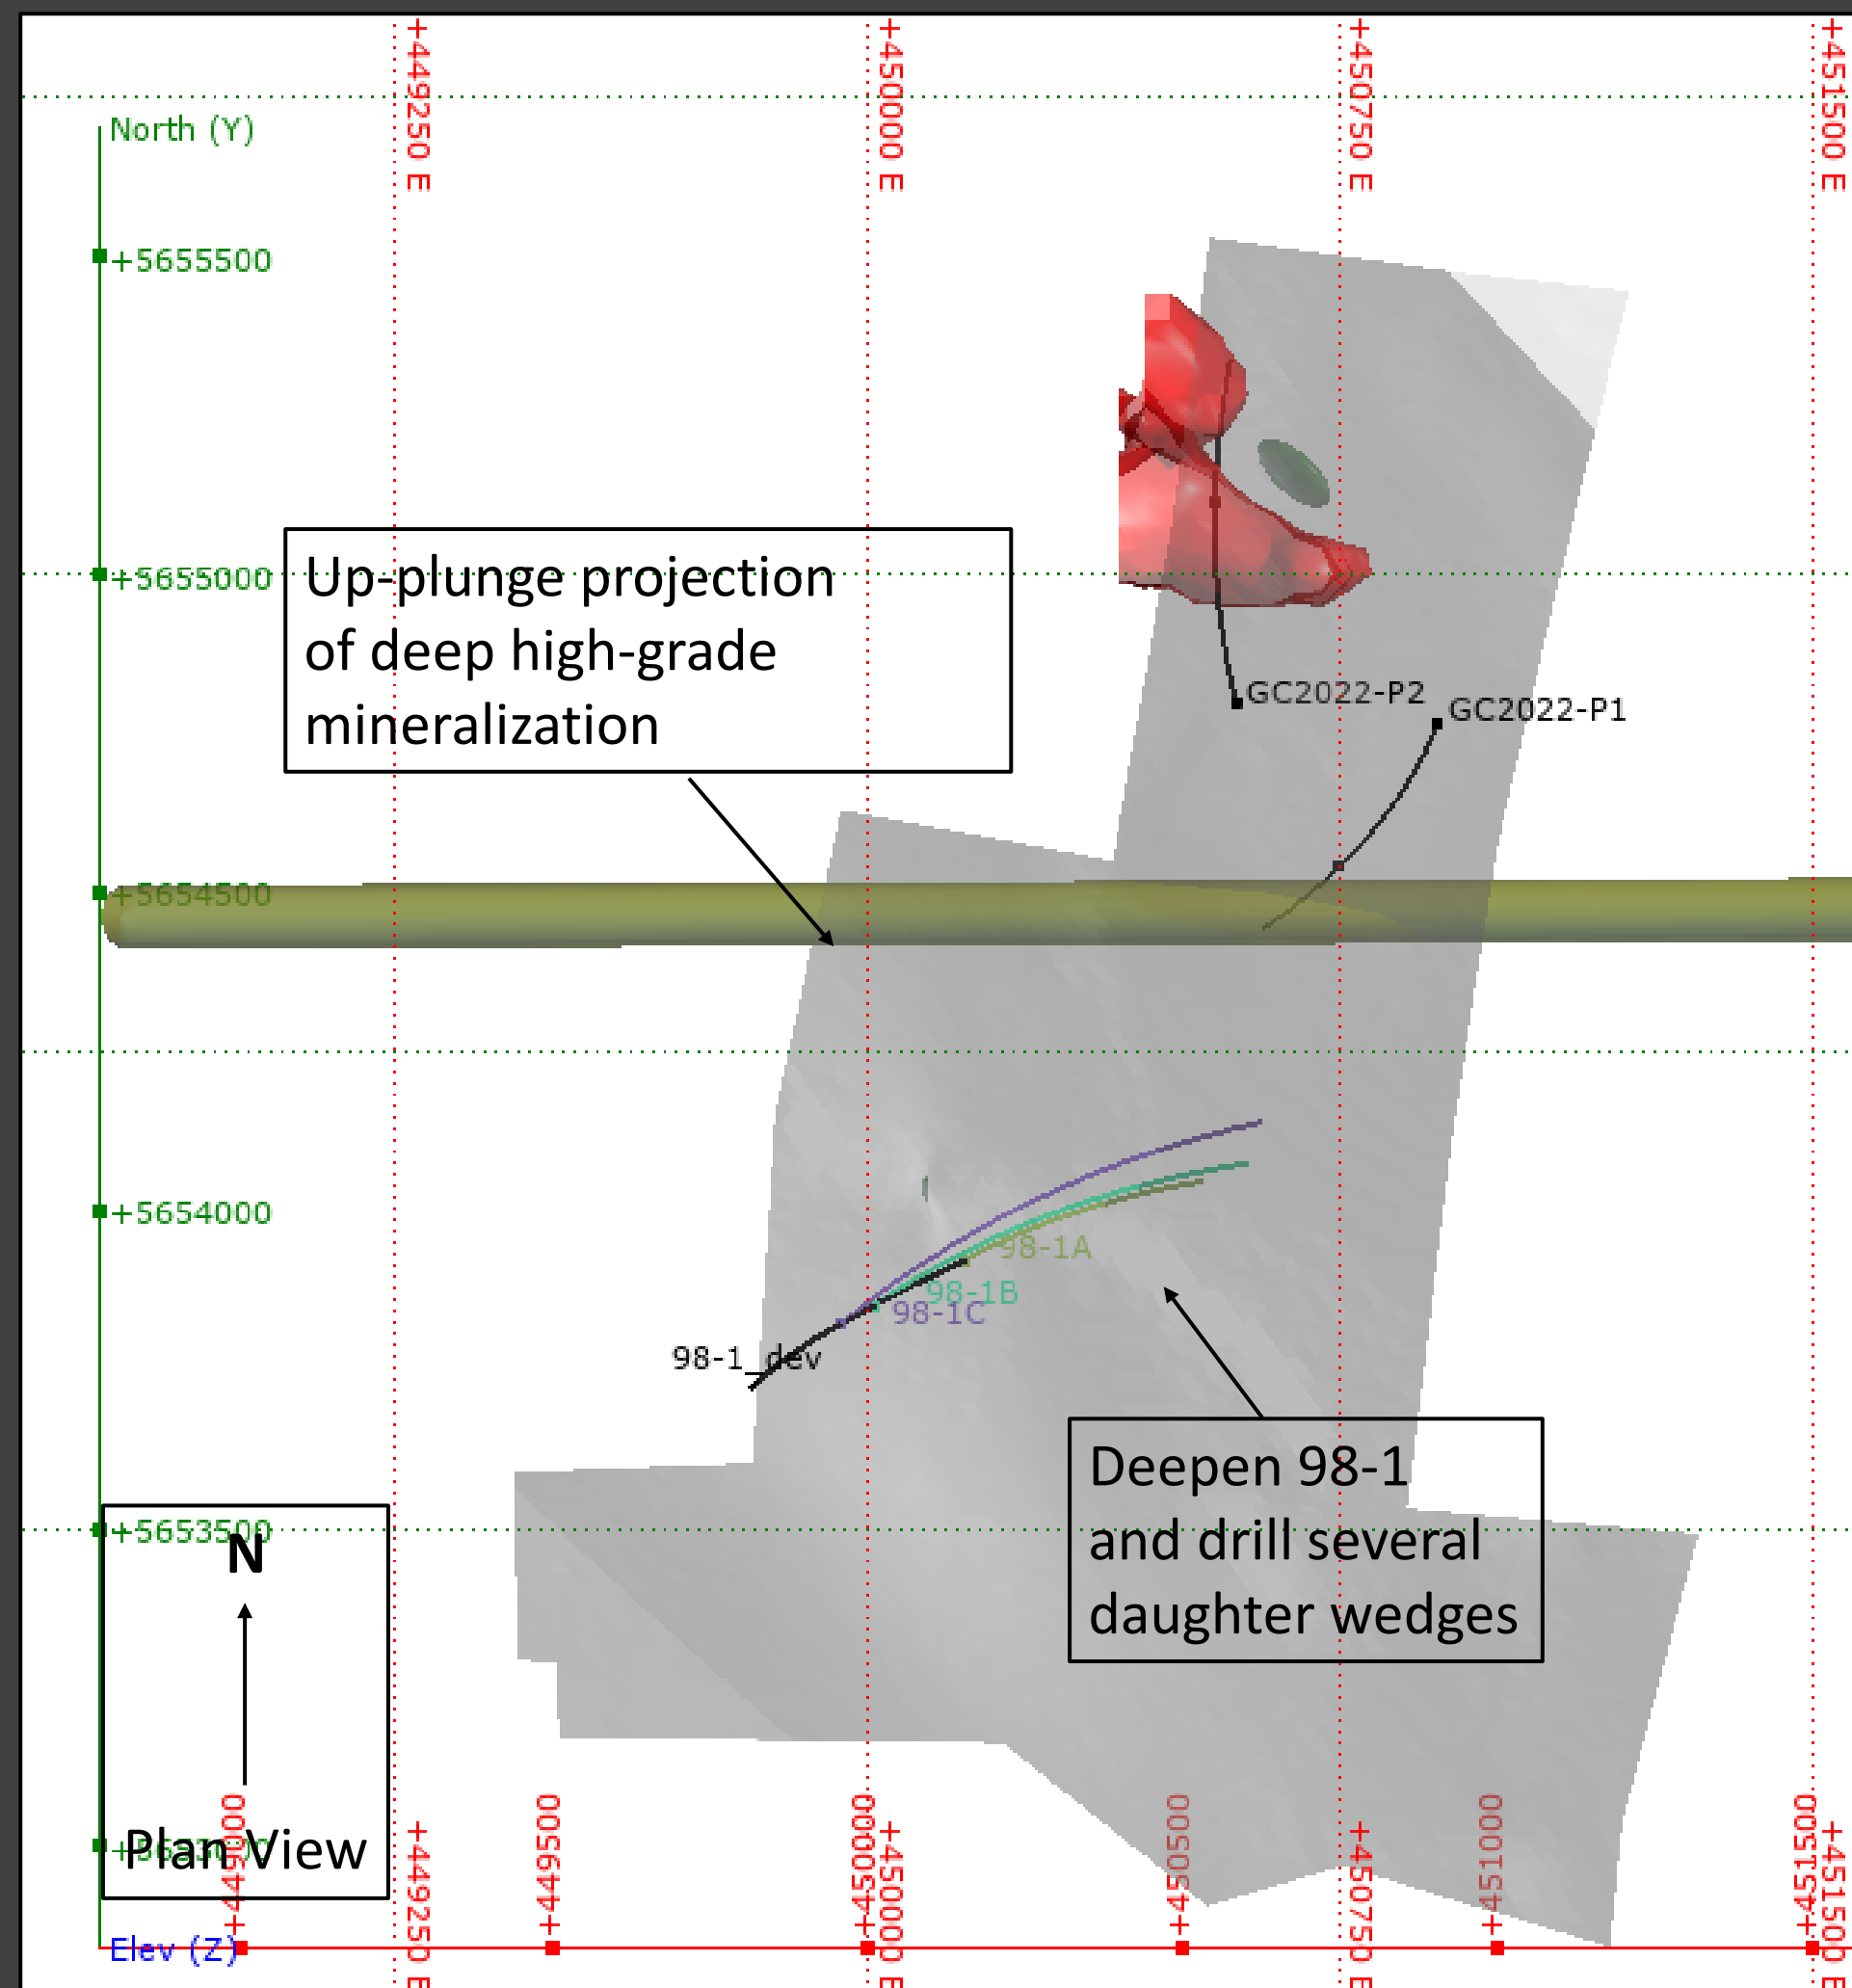 +449250 E
+450000 E
+450750 E
+451500 E
North (Y)
+5655500
+5655000
Up-plunge projection
of deep high-grade
mineralization
GC2022-P2
GC2022-P1
+5654500
+5654000
98-1A
98-1B
98-1C
98-1_dev
Deepen 98-1
and drill several
daughter wedges
+5653500
N
Plan View
+5653000
+449000
+449500
+450000
+450500
+451000
+451500
+449250 E
+450000 E
+450750 E
+451500 E
Elev (Z)